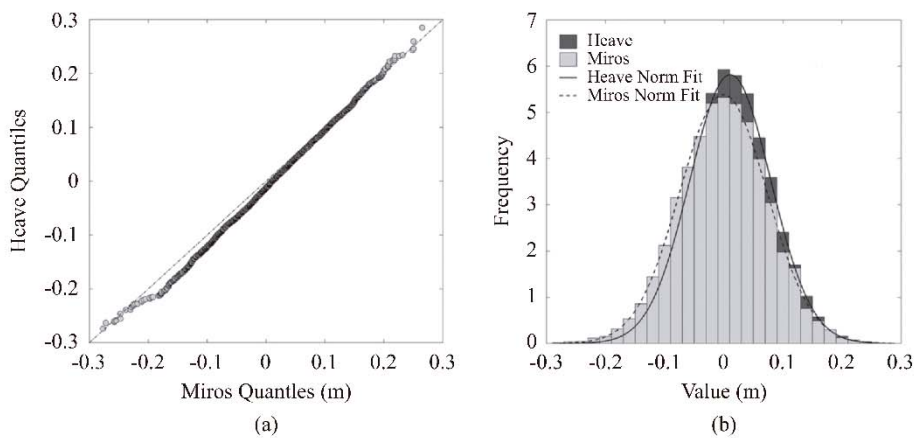 0.3
0.2
0.1
0
-0.1
-0.2
-0.3
Heave Quantiles
-0.3
-0.2
-0.1
0
0.1
0.2
0.3
Miros Quantles (m)
(a)
7
6
5
4
3
2
1
0
Frequency
Heave
Miros
Heave Norm Fit
Miros Norm Fit
-0.3
-0.2
-0.1
0
0.1
0.2
0.3
Value (m)
(b)